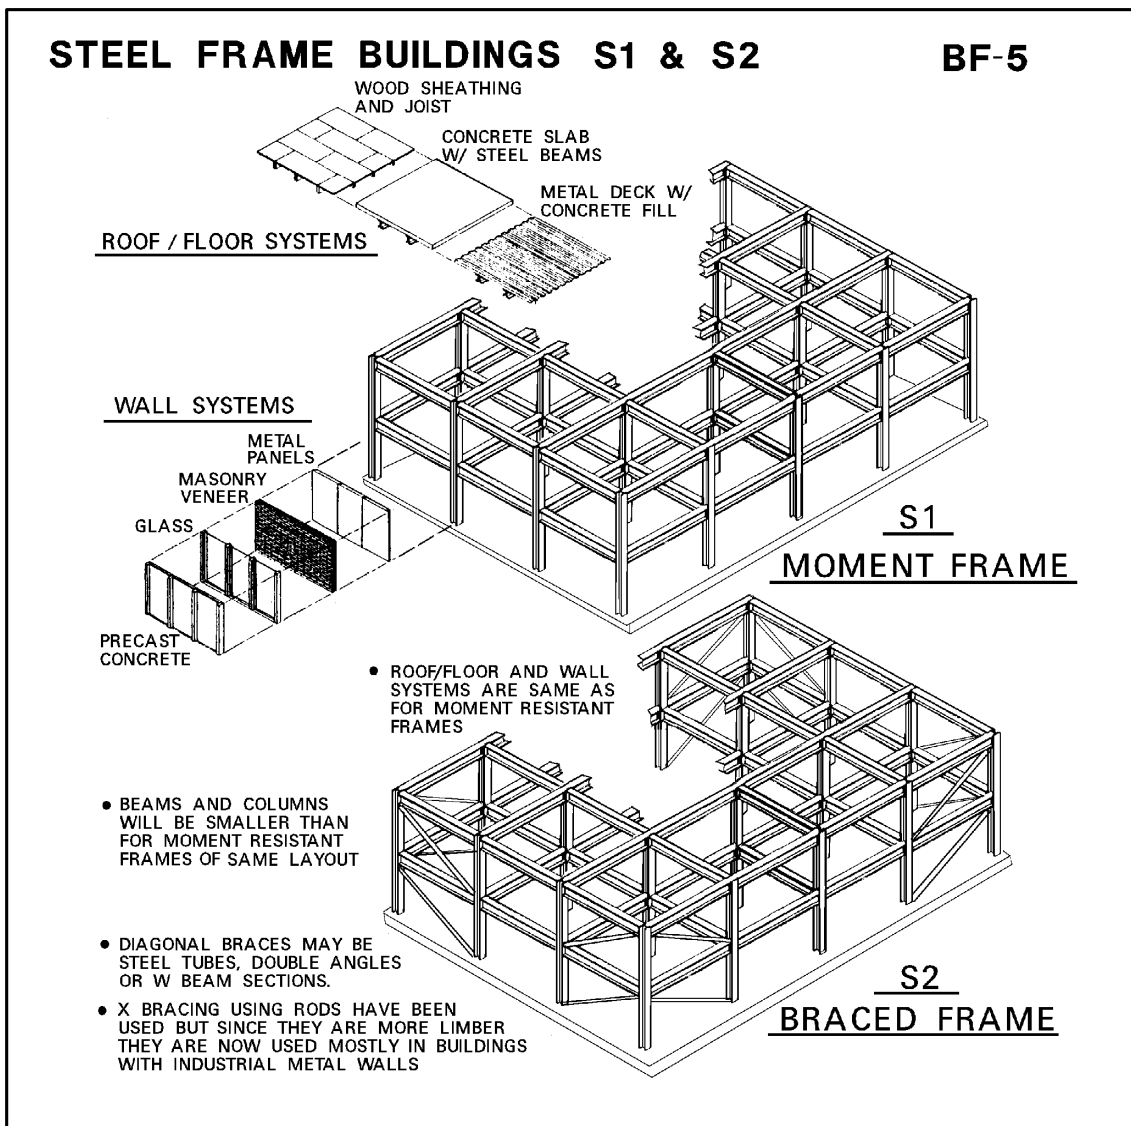 STEEL FRAME BUILDINGS S1 & S2
BF-5
WOOD SHEATHING
AND JOIST
CONCRETE SLAB
W/ STEEL BEAMS
METAL DECK W/
CONCRETE FILL
ROOF / FLOOR SYSTEMS
WALL SYSTEMS
METAL
PANELS
MASONRY
VENEER
GLASS
PRECAST
CONCRETE
S1
MOMENT FRAME
• ROOF/FLOOR AND WALL
SYSTEMS ARE SAME AS
FOR MOMENT RESISTANT
FRAMES
• BEAMS AND COLUMNS
WILL BE SMALLER THAN
FOR MOMENT RESISTANT
FRAMES OF SAME LAYOUT
• DIAGONAL BRACES MAY BE
STEEL TUBES, DOUBLE ANGLES
OR W BEAM SECTIONS.
• X BRACING USING RODS HAVE BEEN
USED BUT SINCE THEY ARE MORE LIMBER
THEY ARE NOW USED MOSTLY IN BUILDINGS
WITH INDUSTRIAL METAL WALLS
S2
BRACED FRAME